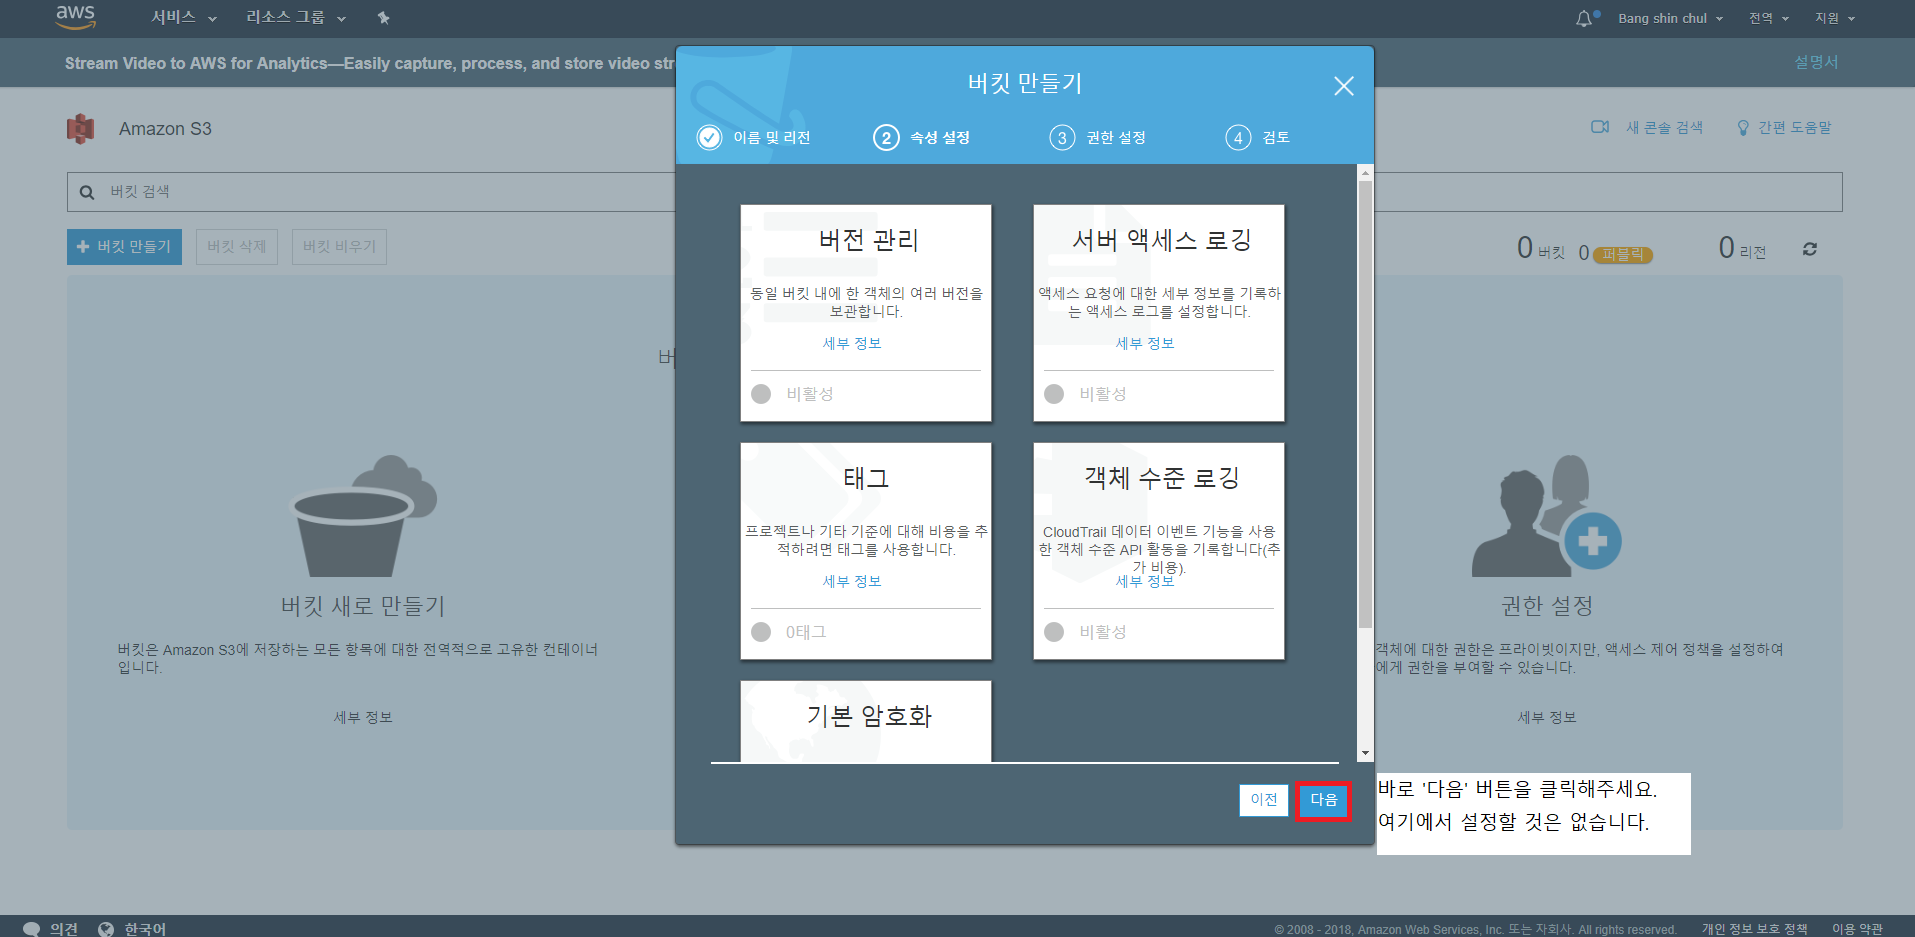 aws
서비스
리소스 그룹
Bang shin chul
전역
지원
Stream Video to AWS for Analytics—Easily capture, process, and store video str
설명서
Amazon S3
새 콘솔 검색
간편 도움말
버킷 검색
버킷 만들기
버킷 삭제
버킷 비우기
0 버킷
0 퍼블릭
0 리전
버
버킷 새로 만들기
버킷은 Amazon S3에 저장하는 모든 항목에 대한 전역적으로 고유한 컨테이너
입니다.
세부 정보
버킷 만들기
이름 및 리전
2 속성 설정
3 권한 설정
4 검토
버전 관리
동일 버킷 내에 한 객체의 여러 버전을
보관합니다.
세부 정보
비활성
서버 액세스 로깅
액세스 요청에 대한 세부 정보를 기록하
는 액세스 로그를 설정합니다.
세부 정보
비활성
태그
프로젝트나 기타 기준에 대해 비용을 추
적하려면 태그를 사용합니다.
세부 정보
0태그
객체 수준 로깅
CloudTrail 데이터 이벤트 기능을 사용
한 객체 수준 API 활동을 기록합니다(추
가 비용).
세부 정보
비활성
기본 암호화
이전
다음
바로 '다음' 버튼을 클릭해주세요.
여기에서 설정할 것은 없습니다.
권한 설정
객체에 대한 권한은 프라이빗이지만, 액세스 제어 정책을 설정하여
에게 권한을 부여할 수 있습니다.
세부 정보
의견
한국어
© 2008 - 2018, Amazon Web Services, Inc. 또는 자회사. All rights reserved.
개인 정보 보호 정책
이용 약관